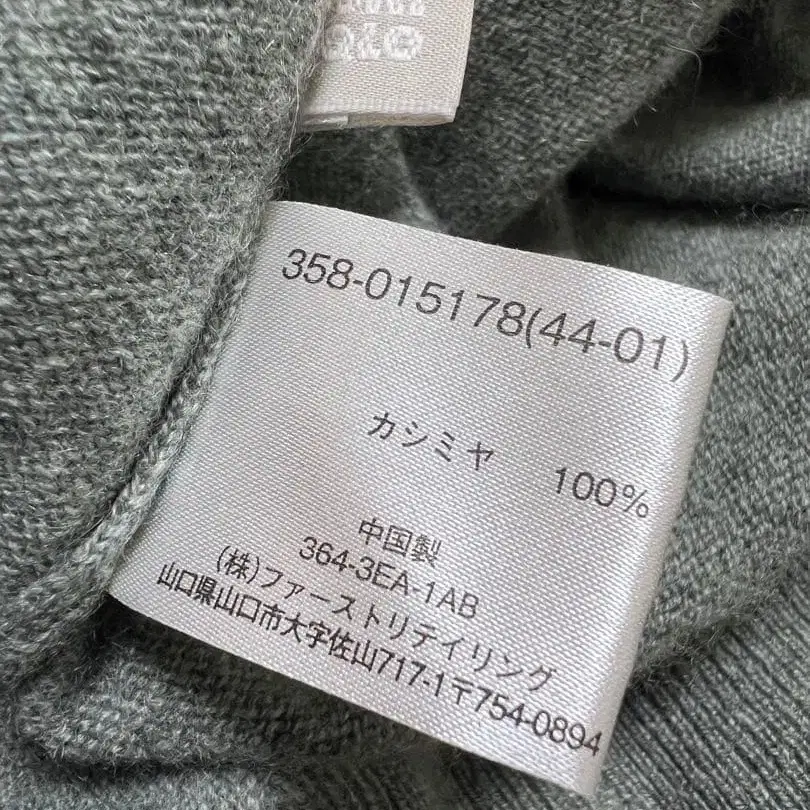 358-015178(44-01)
カシミヤ 100%
中国製
364-3EA-1AB
(株)ファーストリテイリング
山口県山口市大字佐山717-1〒754-0894